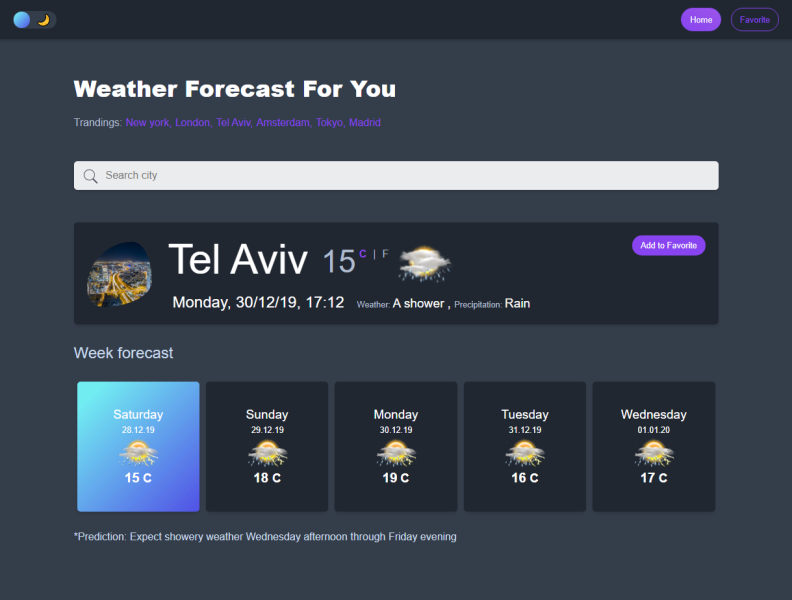 Home Favorite
Weather Forecast For You
Trandings: New york, London, Tel Aviv, Amsterdam, Tokyo, Madrid
Search city
Add to Favorite
Tel Aviv 15 C | F
Monday, 30/12/19, 17:12 Weather: A shower , Precipitation: Rain
Week forecast
Saturday
28.12.19
15 C
Sunday
29.12.19
18 C
Monday
30.12.19
19 C
Tuesday
31.12.19
16 C
Wednesday
01.01.20
17 C
*Prediction: Expect showery weather Wednesday afternoon through Friday evening